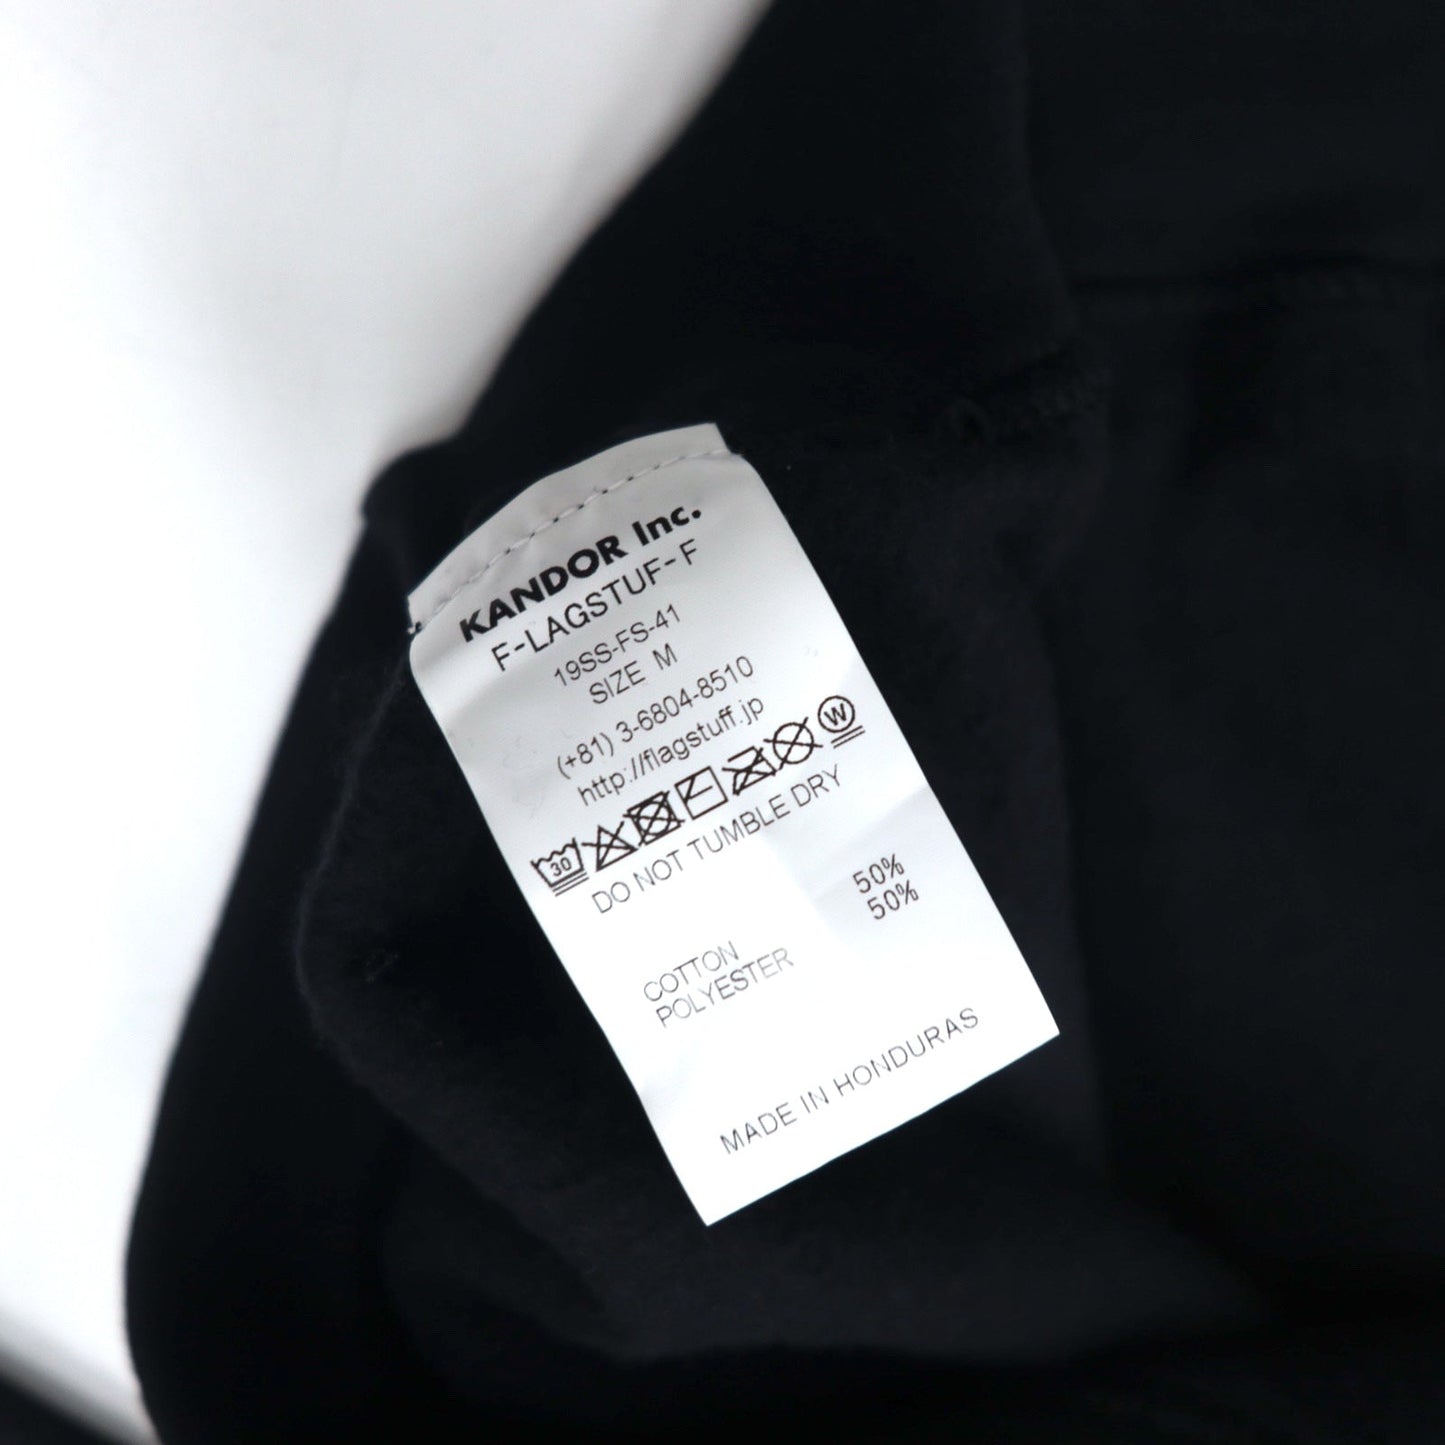 KANDOR Inc.
F-LAGSTUF-F
19SS-FS-41
SIZE M
(+81) 3-6804-8510
http://flagstuff.jp
30 W
DO NOT TUMBLE DRY
50%
50%
COTTON
POLYESTER
MADE IN HONDURAS